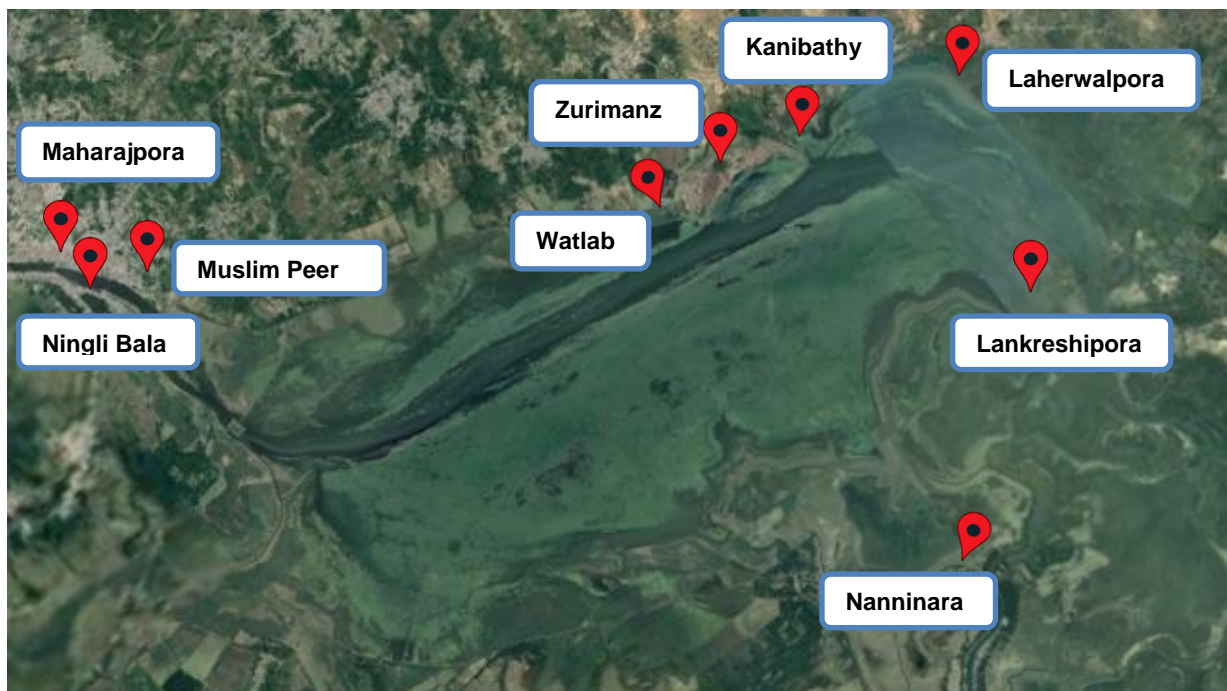 Kanibathy
Laherwalpora
Zurimanz
Maharajpora
Watlab
Muslim Peer
Ningli Bala
Lankreshipora
Nanninara